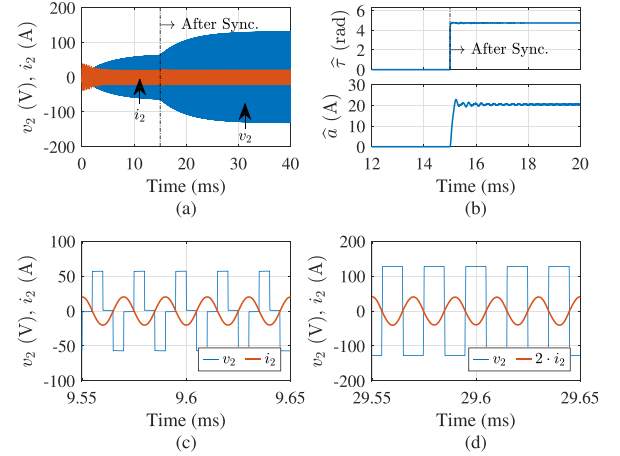 200
100
0
-100
-200
v₂ (V), i₂ (A)
→ After Sync.
i₂
v₂
0 10 20 30 40
Time (ms)
(a)
6
4
2
0
τ̂ (rad)
→ After Sync.
30
20
10
0
â (A)
12 14 16 18 20
Time (ms)
(b)
100
50
0
-50
-100
v₂ (V), i₂ (A)
v₂ i₂
9.55 9.6 9.65
Time (ms)
(c)
200
100
0
-100
200
v₂ (V), i₂ (A)
v₂ 2 · i₂
29.55 29.6 29.65
Time (ms)
(d)